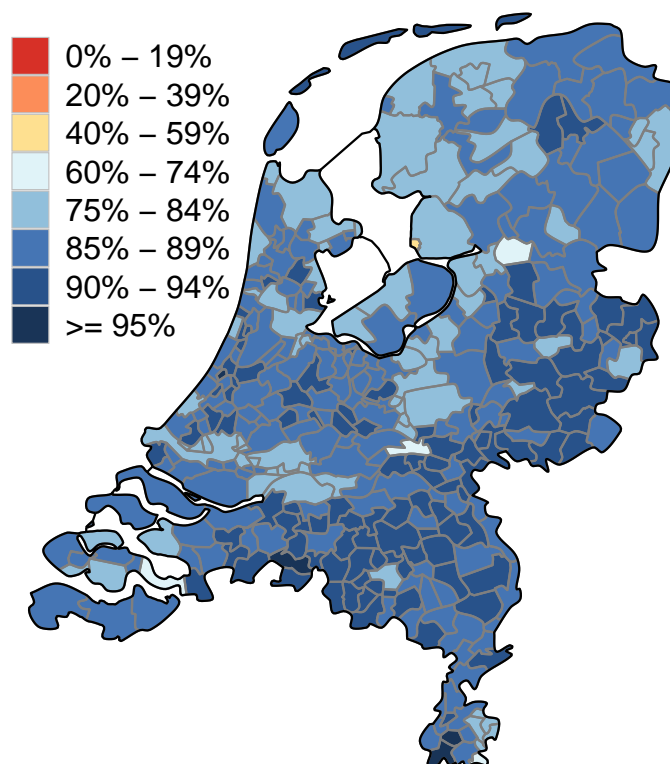 0% – 19%
20% – 39%
40% – 59%
60% – 74%
75% – 84%
85% – 89%
90% – 94%
>= 95%